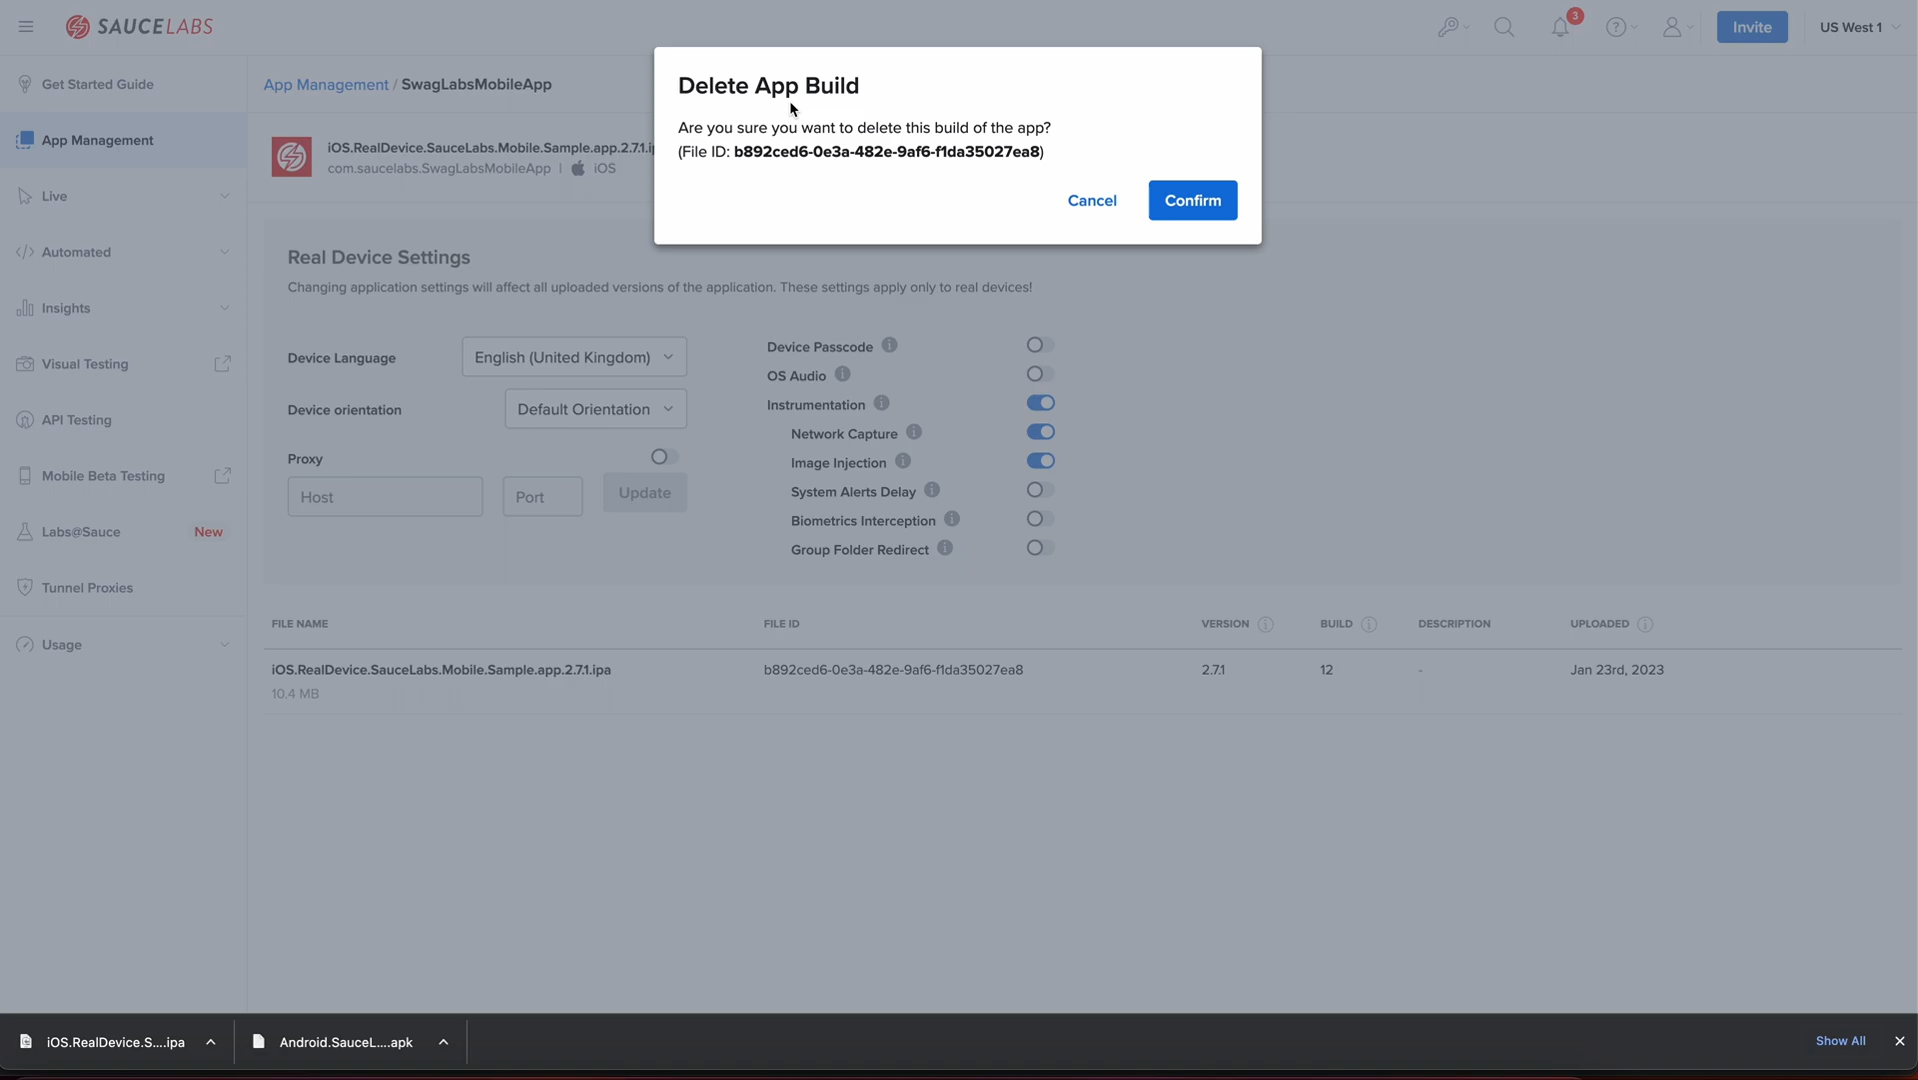 SAUCELABS
3
Invite
US West 1
Get Started Guide
App Management
Live
Automated
Insights
Visual Testing
API Testing
Mobile Beta Testing
Labs@Sauce New
Tunnel Proxies
Usage
App Management / SwagLabsMobileApp
iOS.RealDevice.SauceLabs.Mobile.Sample.app.2.7.1.ip
com.saucelabs.SwagLabsMobileApp | iOS
Delete App Build
Are you sure you want to delete this build of the app?
(File ID: b892ced6-0e3a-482e-9af6-f1da35027ea8)
Cancel Confirm
Real Device Settings
Changing application settings will affect all uploaded versions of the application. These settings apply only to real devices!
Device Language English (United Kingdom)
Device orientation Default Orientation
Proxy
Host Port Update
Device Passcode
OS Audio
Instrumentation
Network Capture
Image Injection
System Alerts Delay
Biometrics Interception
Group Folder Redirect
FILE NAME FILE ID VERSION BUILD DESCRIPTION UPLOADED
iOS.RealDevice.SauceLabs.Mobile.Sample.app.2.7.1.ipa b892ced6-0e3a-482e-9af6-f1da35027ea8 2.7.1 12 - Jan 23rd, 2023
10.4 MB
iOS.RealDevice.S....ipa Android.SauceL....apk Show All